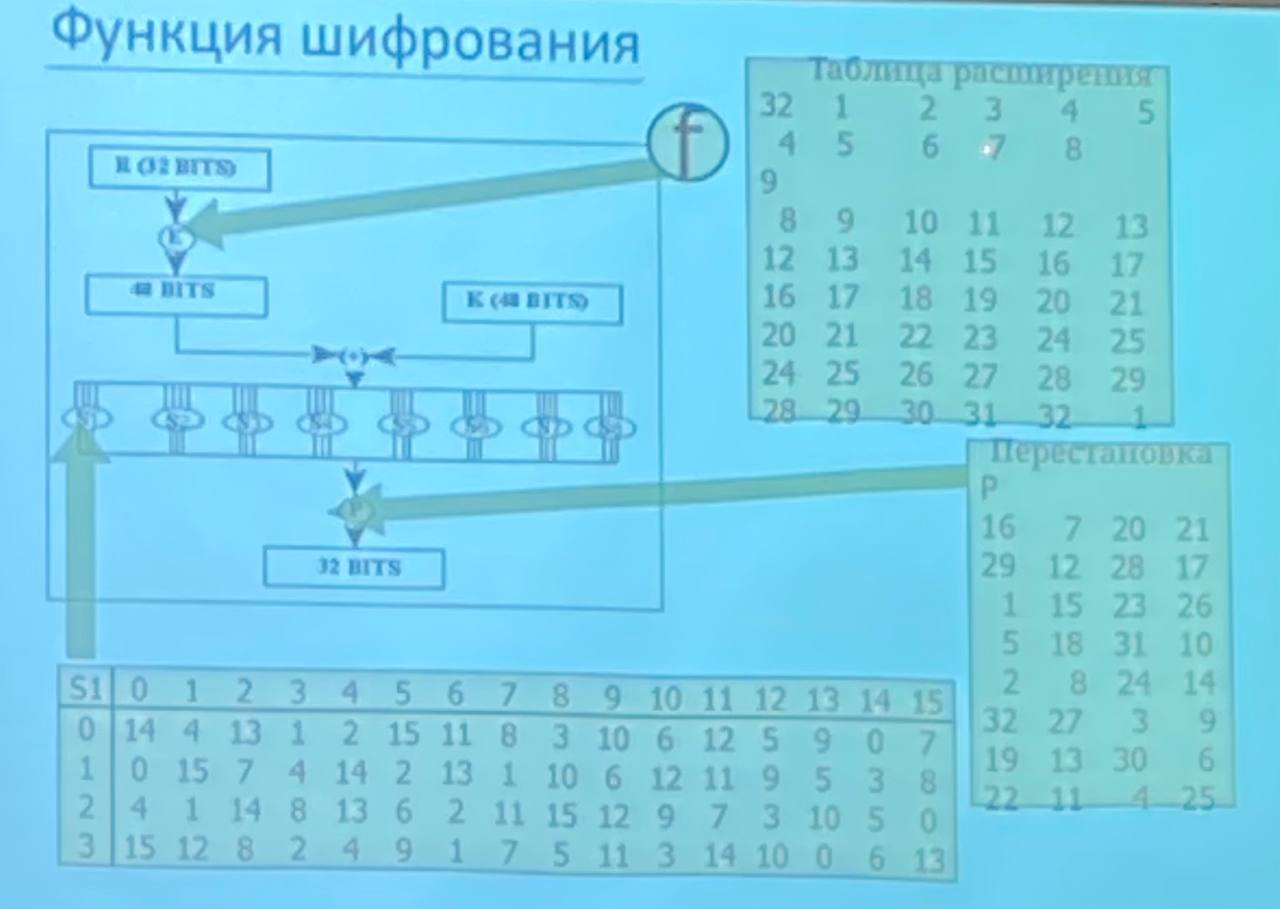 Функция шифрования
f
R (32 BITS)
E
48 BITS
K (48 BITS)
(+)
S1 S2 S3 S4 S5 S6 S7 S8
P
32 BITS
Таблица расширения
32 1 2 3 4 5
4 5 6 7 8
9
8 9 10 11 12 13
12 13 14 15 16 17
16 17 18 19 20 21
20 21 22 23 24 25
24 25 26 27 28 29
28 29 30 31 32 1
Перестановка
P
16 7 20 21
29 12 28 17
1 15 23 26
5 18 31 10
2 8 24 14
32 27 3 9
19 13 30 6
22 11 4 25
S1 0 1 2 3 4 5 6 7 8 9 10 11 12 13 14 15
0 14 4 13 1 2 15 11 8 3 10 6 12 5 9 0 7
1 0 15 7 4 14 2 13 1 10 6 12 11 9 5 3 8
2 4 1 14 8 13 6 2 11 15 12 9 7 3 10 5 0
3 15 12 8 2 4 9 1 7 5 11 3 14 10 0 6 13